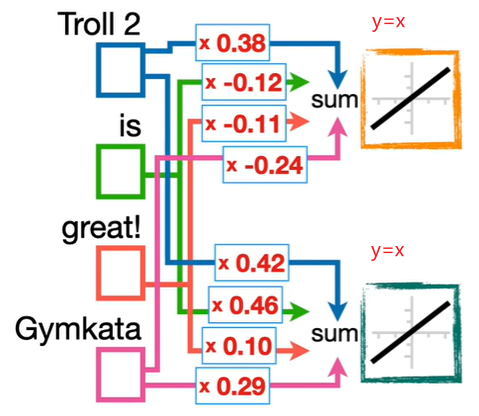 Troll 2
x 0.38
y=x
x -0.12
sum
is
x -0.11
x -0.24
great!
x 0.42
y=x
x 0.46
Gymkata
sum
x 0.10
x 0.29